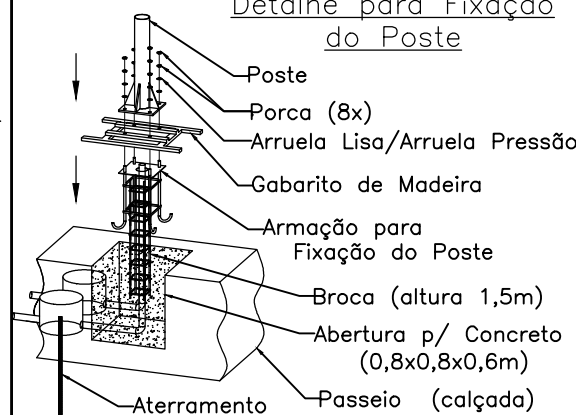 Detalhe para Fixação
do Poste
Poste
Porca (8x)
Arruela Lisa/Arruela Pressão
Gabarito de Madeira
Armação para
Fixação do Poste
Broca (altura 1,5m)
Abertura p/ Concreto
(0,8x0,8x0,6m)
Passeio (calçada)
Aterramento